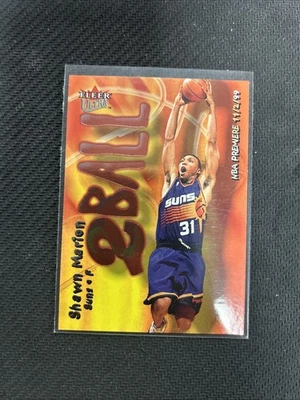 FLEER
ULTRA
2BALL
Shawn Marion
Suns • F
SUNS
31
NBA PREMIERE 11/2/99